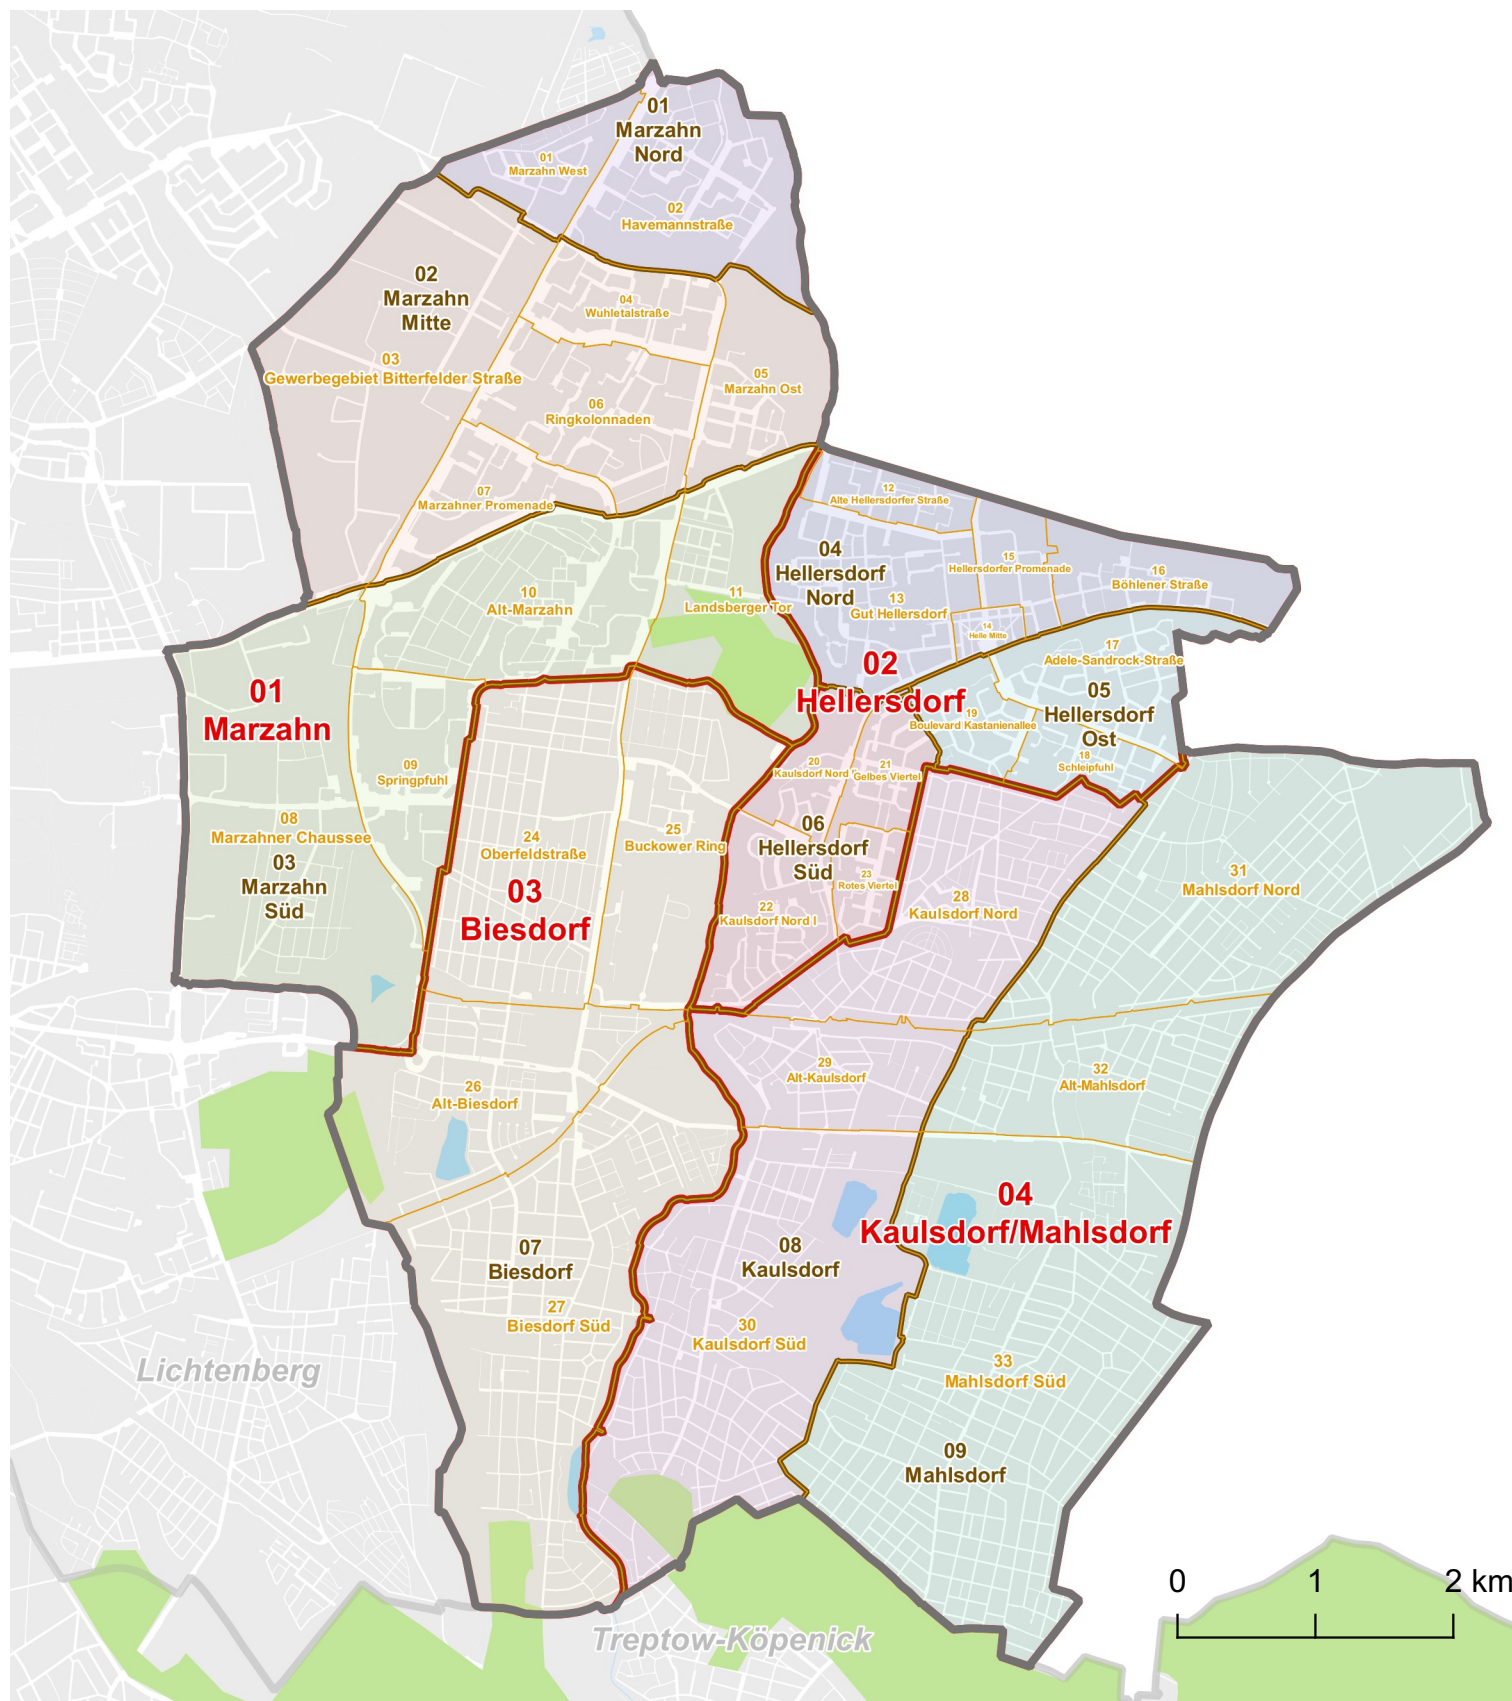 01
Marzahn
Nord
01
Marzahn West
02
Havemannstraße
02
Marzahn
Mitte
04
Wuhletalstraße
03
Gewerbegebiet Bitterfelder Straße
05
Marzahn Ost
06
Ringkolonnaden
07
Marzahner Promenade
12
Alte Hellersdorfer Straße
04
Hellersdorf
Nord
15
Hellersdorfer Promenade
16
Böhlener Straße
10
Alt-Marzahn
11
Landsberger Tor
13
Gut Hellersdorf
14
Helle Mitte
17
Adele-Sandrock-Straße
02
Hellersdorf
01
Marzahn
05
Hellersdorf
Ost
19
Boulevard Kastanienallee
18
Schleipfuhl
09
Springpfuhl
20
Kaulsdorf Nord II
21
Gelbes Viertel
08
Marzahner Chaussee
03
Marzahn
Süd
24
Oberfeldstraße
25
Buckower Ring
06
Hellersdorf
Süd
03
Biesdorf
23
Rotes Viertel
22
Kaulsdorf Nord I
28
Kaulsdorf Nord
31
Mahlsdorf Nord
29
Alt-Kaulsdorf
32
Alt-Mahlsdorf
26
Alt-Biesdorf
04
Kaulsdorf/Mahlsdorf
07
Biesdorf
08
Kaulsdorf
27
Biesdorf Süd
30
Kaulsdorf Süd
33
Mahlsdorf Süd
Lichtenberg
09
Mahlsdorf
Treptow-Köpenick
0 1 2 km